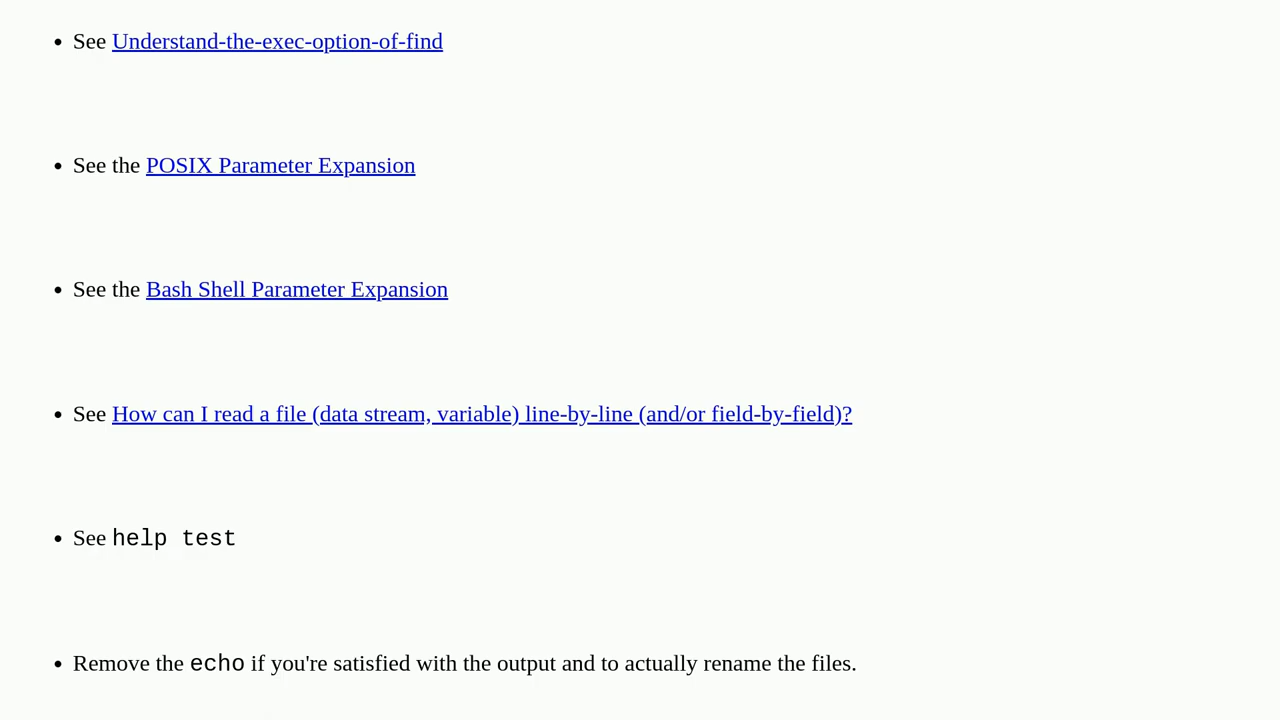 • See Understand-the-exec-option-of-find
• See the POSIX Parameter Expansion
• See the Bash Shell Parameter Expansion
• See How can I read a file (data stream, variable) line-by-line (and/or field-by-field)?
• See help test
• Remove the echo if you're satisfied with the output and to actually rename the files.